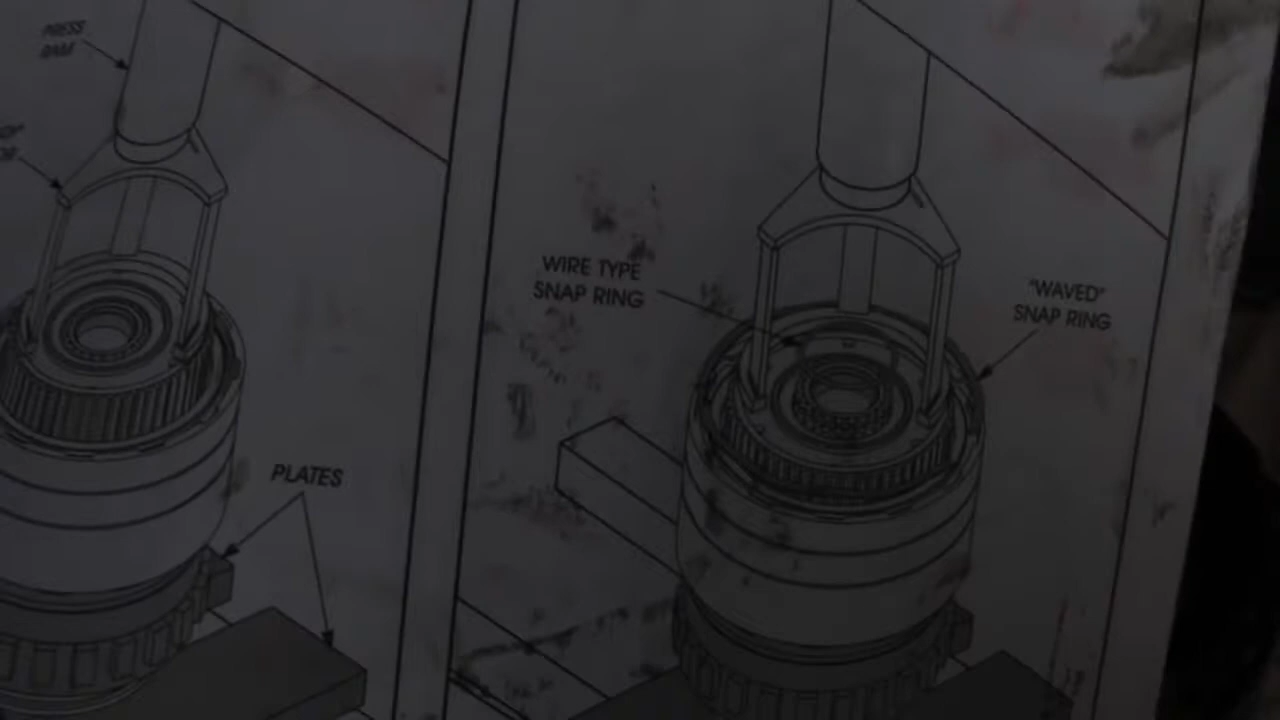 PRESS
RAM
PLATES
WIRE TYPE
SNAP RING
"WAVED"
SNAP RING